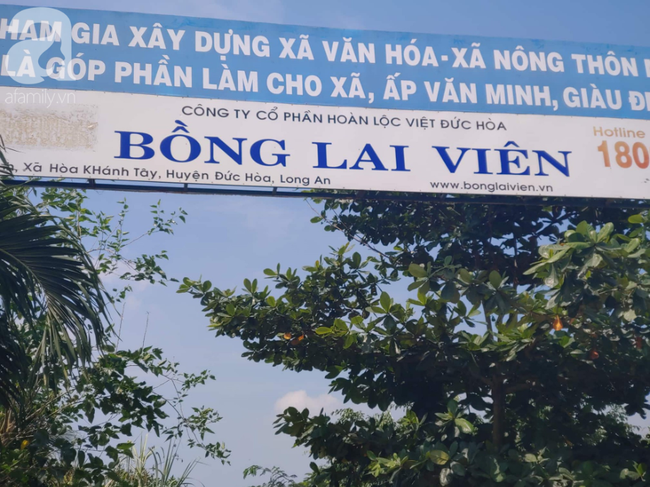 HAM GIA XÂY DỰNG XÃ VĂN HÓA-XÃ NÔNG THÔN
LÀ GÓP PHẦN LÀM CHO XÃ, ẤP VĂN MINH, GIÀU Đ
afamily.vn
CÔNG TY CỔ PHẦN HOÀN LỘC VIỆT ĐỨC HÒA
BỒNG LAI VIÊN
Hotline
180
, Xã Hòa KHánh Tây, Huyện Đức Hòa, Long An
www.bonglaivien.vn